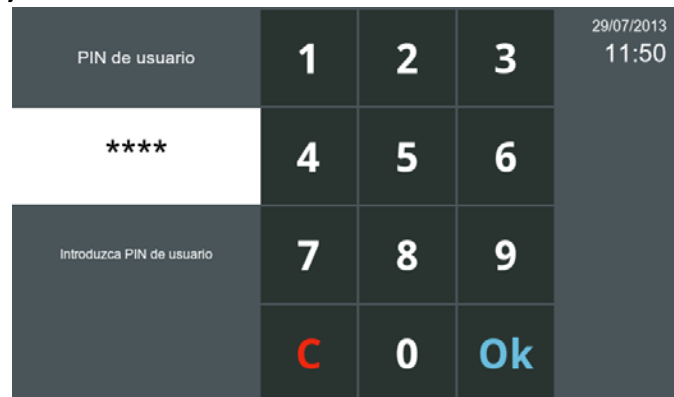 PIN de usuario
1 2 3
29/07/2013
11:50
****
4 5 6
Introduzca PIN de usuario
7 8 9
C 0 Ok